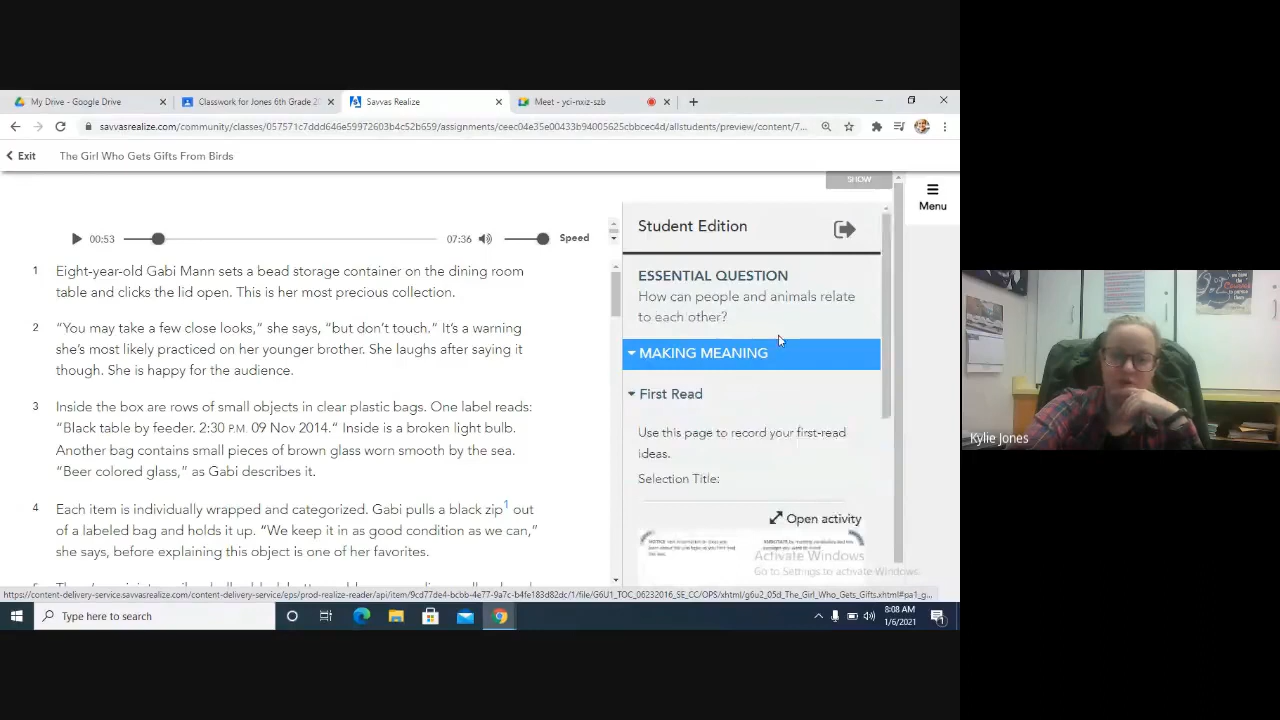 My Drive - Google Drive
Classwork for Jones 6th Grade 2
Savvas Realize
Meet - yci-nxiz-szb
savvasrealize.com/community/classes/057571c7ddd646e59972603b4c52b659/assignments/ceec04e35e00433b94005625cbbcec4d/allstudents/preview/content/7...
Exit
The Girl Who Gets Gifts From Birds
SHOW
Menu
00:53
07:36
Speed
1 Eight-year-old Gabi Mann sets a bead storage container on the dining room
table and clicks the lid open. This is her most precious collection.
2 “You may take a few close looks,” she says, “but don’t touch.” It’s a warning
she’s most likely practiced on her younger brother. She laughs after saying it
though. She is happy for the audience.
3 Inside the box are rows of small objects in clear plastic bags. One label reads:
“Black table by feeder. 2:30 P.M. 09 Nov 2014.” Inside is a broken light bulb.
Another bag contains small pieces of brown glass worn smooth by the sea.
“Beer colored glass,” as Gabi describes it.
4 Each item is individually wrapped and categorized. Gabi pulls a black zip1 out
of a labeled bag and holds it up. “We keep it in as good condition as we can,”
she says, before explaining this object is one of her favorites.
Student Edition
ESSENTIAL QUESTION
How can people and animals relate
to each other?
MAKING MEANING
First Read
Use this page to record your first-read
ideas.
Selection Title:
Open activity
Activate Windows
Go to Settings to activate Windows.
Type here to search
8:08 AM
1/6/2021
Kylie Jones